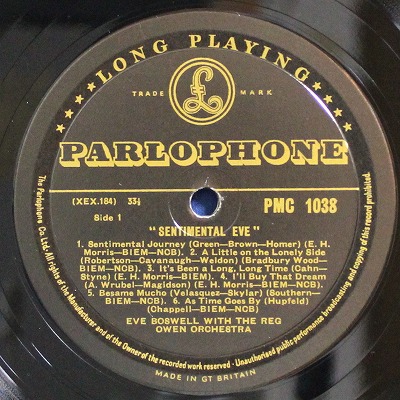 ★ LONG PLAYING ★
£
TRADE MARK
PARLOPHONE
(XEX.184) 33⅓
Side 1
PMC 1038
"SENTIMENTAL EVE"
1. Sentimental Journey (Green—Brown—Homer) (E. H.
Morris—BIEM—NCB). 2. A Little on the Lonely Side
(Robertson—Cavanaugh—Weldon) (Bradbury Wood—
BIEM—NCB). 3. It's Been a Long, Long Time (Cahn—
Styne) (E. H. Morris—BIEM). 4. I'll Buy That Dream
(A. Wrubel—Magidson) (E. H. Morris—BIEM—NCB).
5. Besame Mucho (Velasquez—Skylar) (Southern—
BIEM—NCB). 6. As Time Goes By (Hupfeld)
(Chappell—BIEM—NCB)
EVE BOSWELL WITH THE REG
OWEN ORCHESTRA
The Parlophone Co. Ltd. All rights of the Manufacturer and of the Owner of the recorded work reserved · Unauthorised public performance broadcasting and copying of this record prohibited.
MADE IN GT BRITAIN